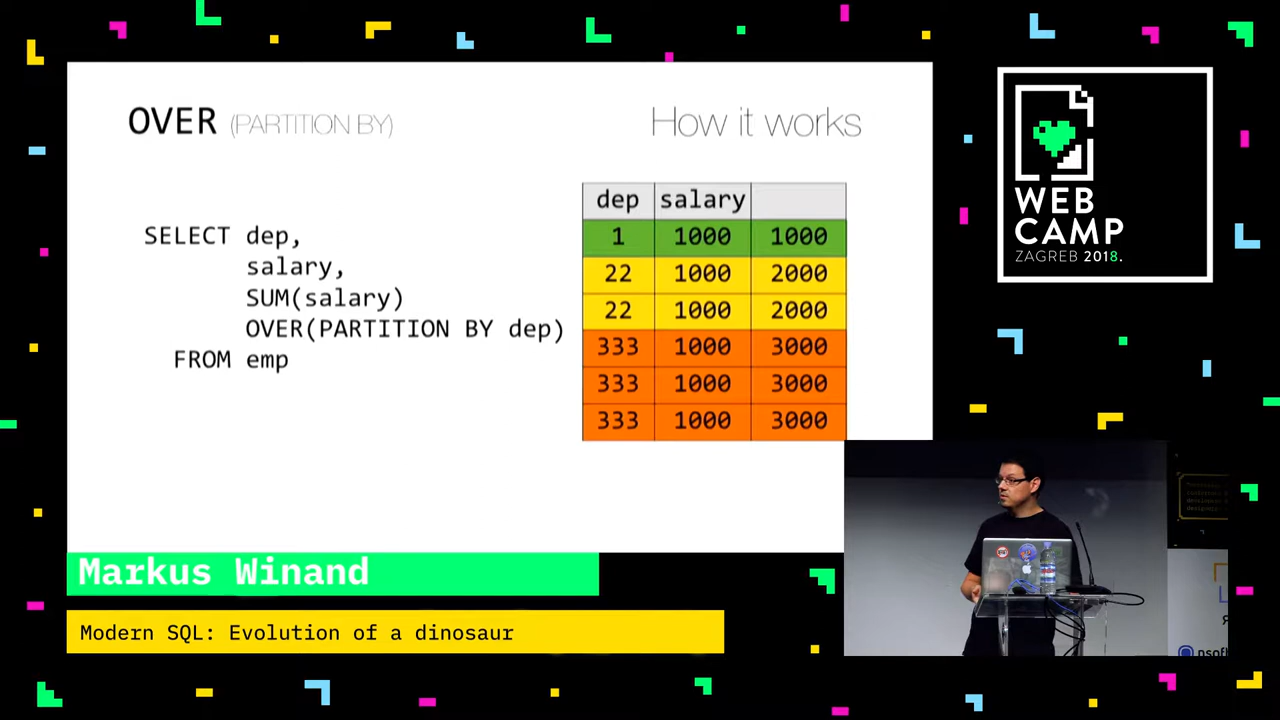 OVER (PARTITION BY)
How it works
SELECT dep,
salary,
SUM(salary)
OVER(PARTITION BY dep)
FROM emp
dep salary
1 1000 1000
22 1000 2000
22 1000 2000
333 1000 3000
333 1000 3000
333 1000 3000
WEB
CAMP
ZAGREB 2018.
Markus Winand
Modern SQL: Evolution of a dinosaur